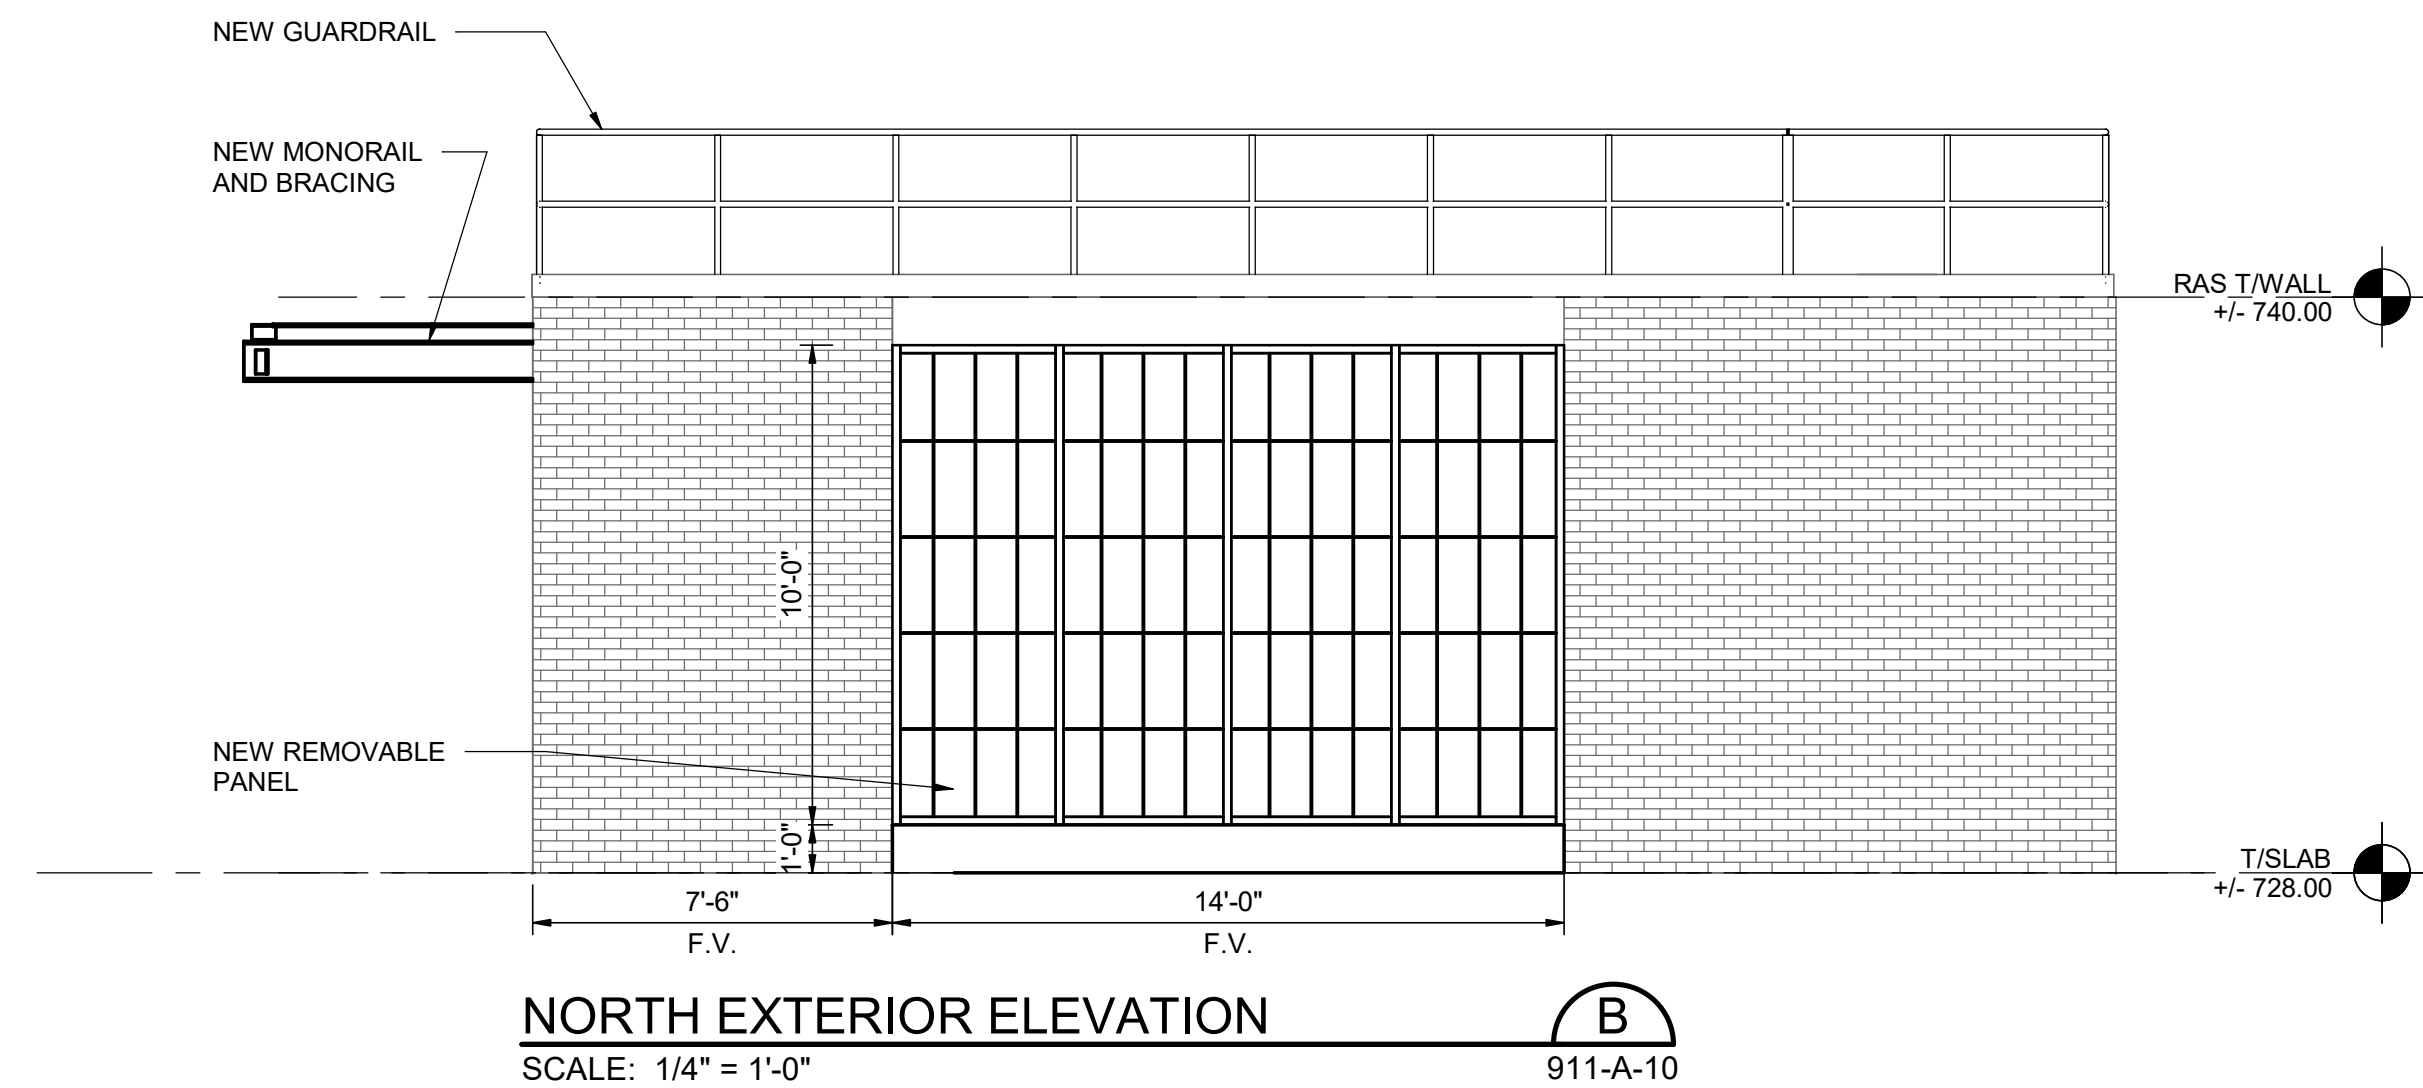 NEW GUARDRAIL
NEW MONORAIL
AND BRACING
RAS T/WALL
+/- 740.00
10'-0"
NEW REMOVABLE
PANEL
1'-0"
T/SLAB
+/- 728.00
7'-6"
14'-0"
F.V.
F.V.
NORTH EXTERIOR ELEVATION
B
SCALE: 1/4" = 1'-0"
911-A-10